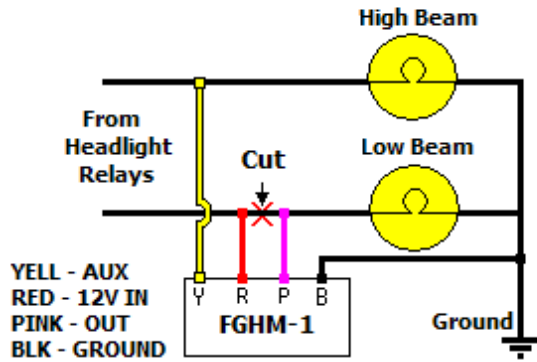 High Beam
From
Headlight
Relays
Cut
Low Beam
YELL - AUX
RED - 12V IN
PINK - OUT
BLK - GROUND
Y R P B
FGHM-1
Ground